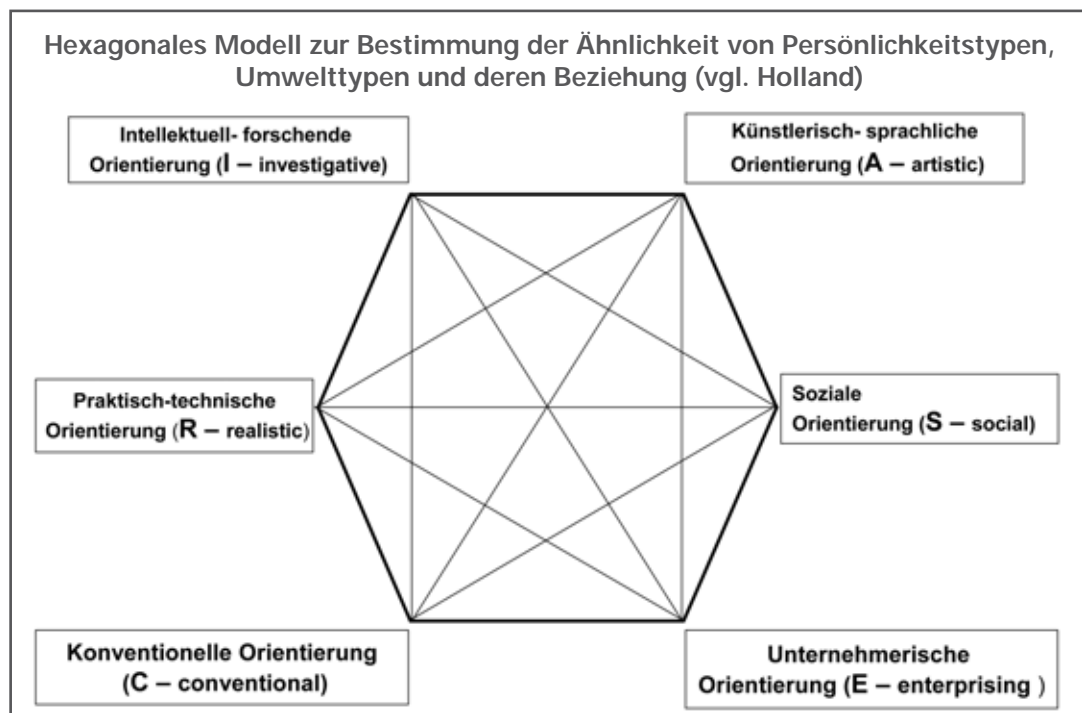 Hexagonales Modell zur Bestimmung der Ähnlichkeit von Persönlichkeitstypen,
Umwelttypen und deren Beziehung (vgl. Holland)
Intellektuell- forschende
Orientierung (I – investigative)
Künstlerisch- sprachliche
Orientierung (A – artistic)
Praktisch-technische
Orientierung (R – realistic)
Soziale
Orientierung (S – social)
Konventionelle Orientierung
(C – conventional)
Unternehmerische
Orientierung (E – enterprising )